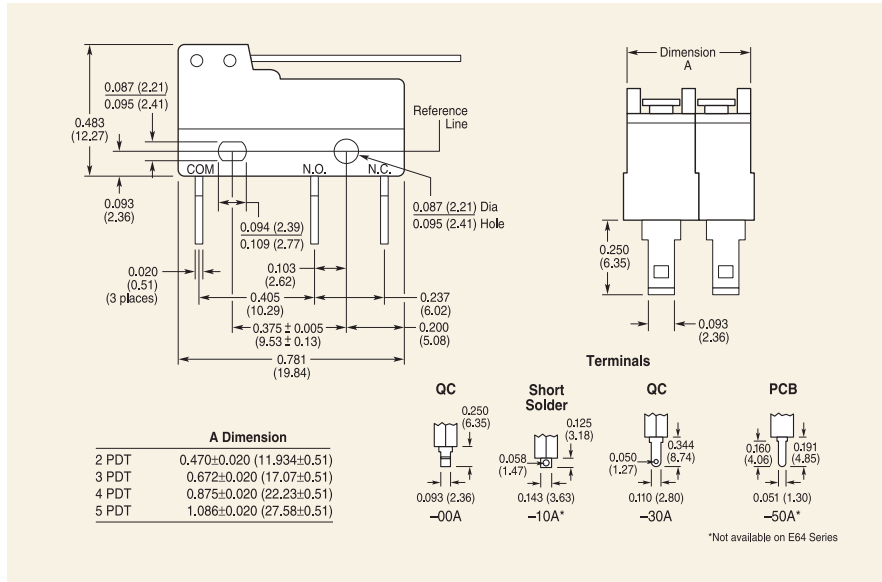 0.087 (2.21)
0.095 (2.41)
0.483
(12.27)
Reference
Line
COM
N.O.
N.C.
0.093
(2.36)
0.094 (2.39)
0.109 (2.77)
0.087 (2.21) Dia
0.095 (2.41) Hole
0.020
(0.51)
(3 places)
0.103
(2.62)
0.405
(10.29)
0.237
(6.02)
0.375 ± 0.005
(9.53 ± 0.13)
0.200
(5.08)
0.781
(19.84)
Dimension
A
0.250
(6.35)
0.093
(2.36)
A Dimension
2 PDT 0.470±0.020 (11.934±0.51)
3 PDT 0.672±0.020 (17.07±0.51)
4 PDT 0.875±0.020 (22.23±0.51)
5 PDT 1.086±0.020 (27.58±0.51)
Terminals
QC
0.250
(6.35)
0.093 (2.36)
–00A
Short
Solder
0.125
(3.18)
0.058
(1.47)
0.143 (3.63)
–10A*
QC
0.344
(8.74)
0.050
(1.27)
0.110 (2.80)
–30A
PCB
0.160
(4.06)
0.191
(4.85)
0.051 (1.30)
–50A*
*Not available on E64 Series